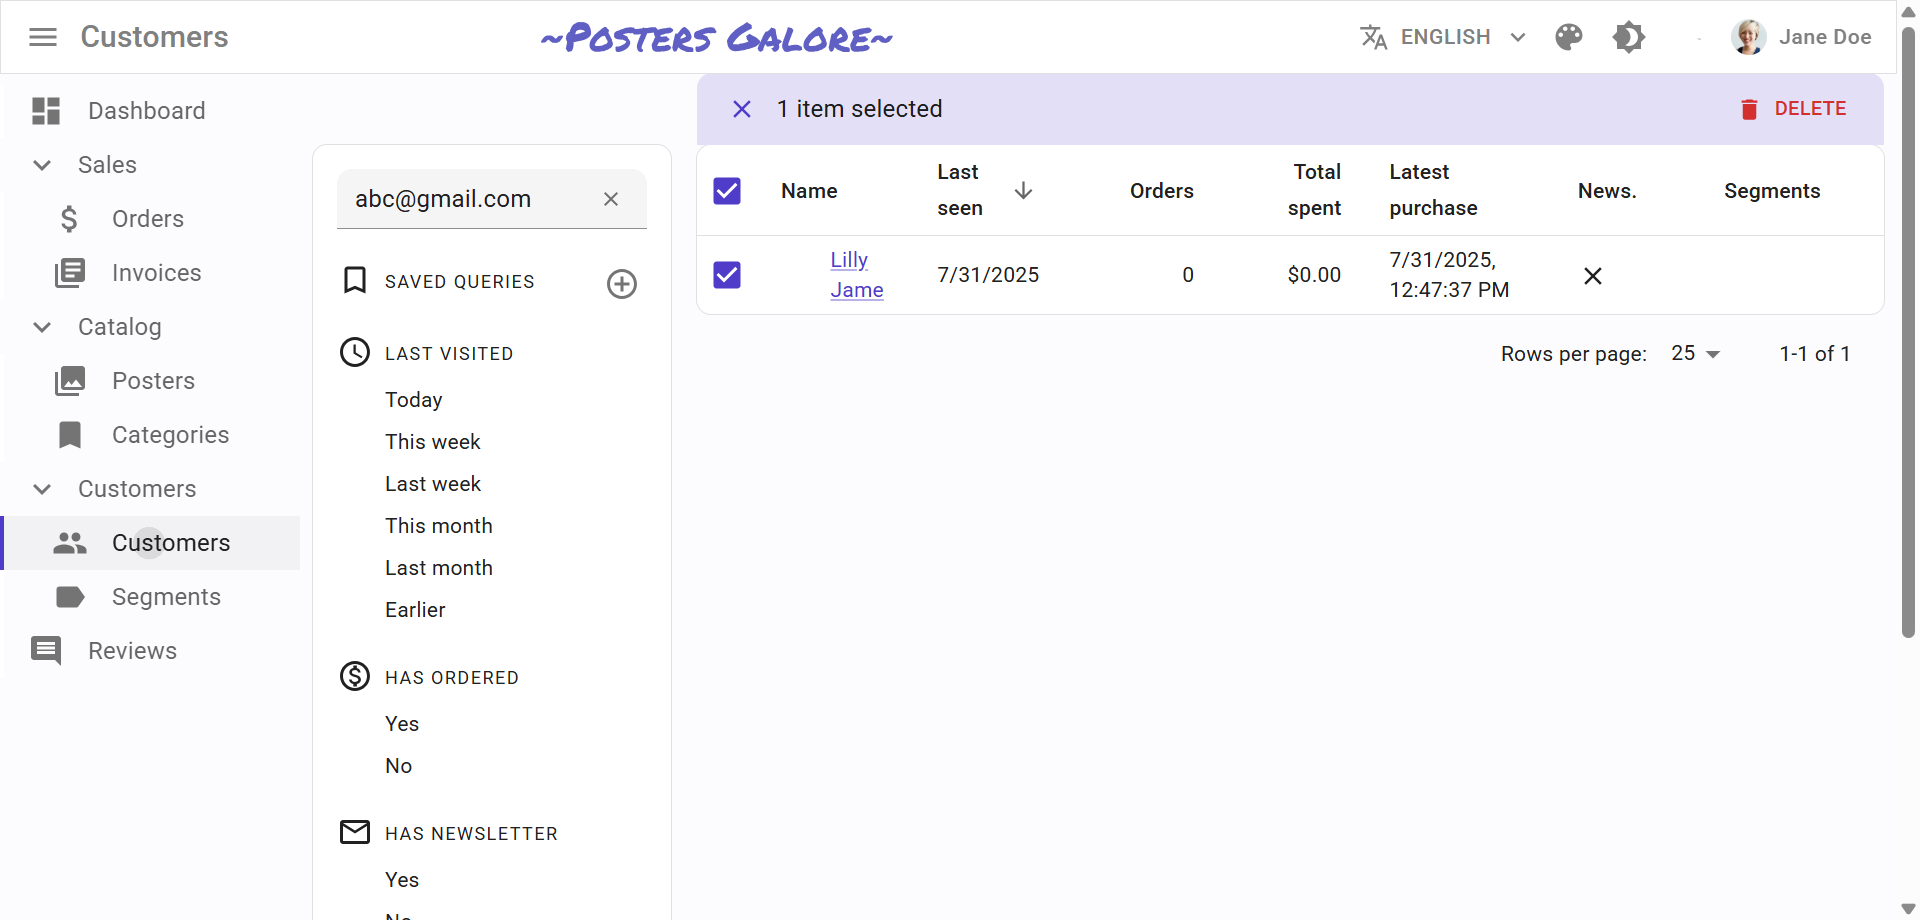 Customers
~Posters Galore~
ENGLISH
Jane Doe
Dashboard
Sales
Orders
Invoices
Catalog
Posters
Categories
Customers
Customers
Segments
Reviews
abc@gmail.com
SAVED QUERIES
LAST VISITED
Today
This week
Last week
This month
Last month
Earlier
HAS ORDERED
Yes
No
HAS NEWSLETTER
Yes
No
1 item selected
DELETE
Name
Last
seen
Orders
Total
spent
Latest
purchase
News.
Segments
Lilly
Jame
7/31/2025
0
$0.00
7/31/2025,
12:47:37 PM
Rows per page:
25
1-1 of 1